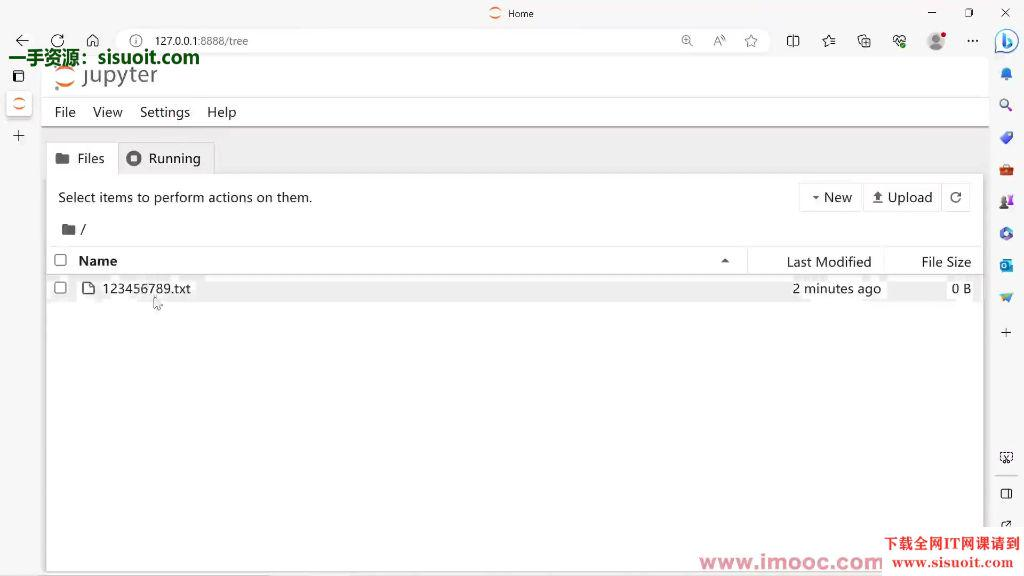 Home
127.0.0.1:8888/tree
一手资源：sisuoit.com
jupyter
File View Settings Help
Files Running
Select items to perform actions on them.
New Upload
/
Name Last Modified File Size
123456789.txt 2 minutes ago 0 B
下载全网IT网课请到
www.imooc.com
www.sisuoit.com